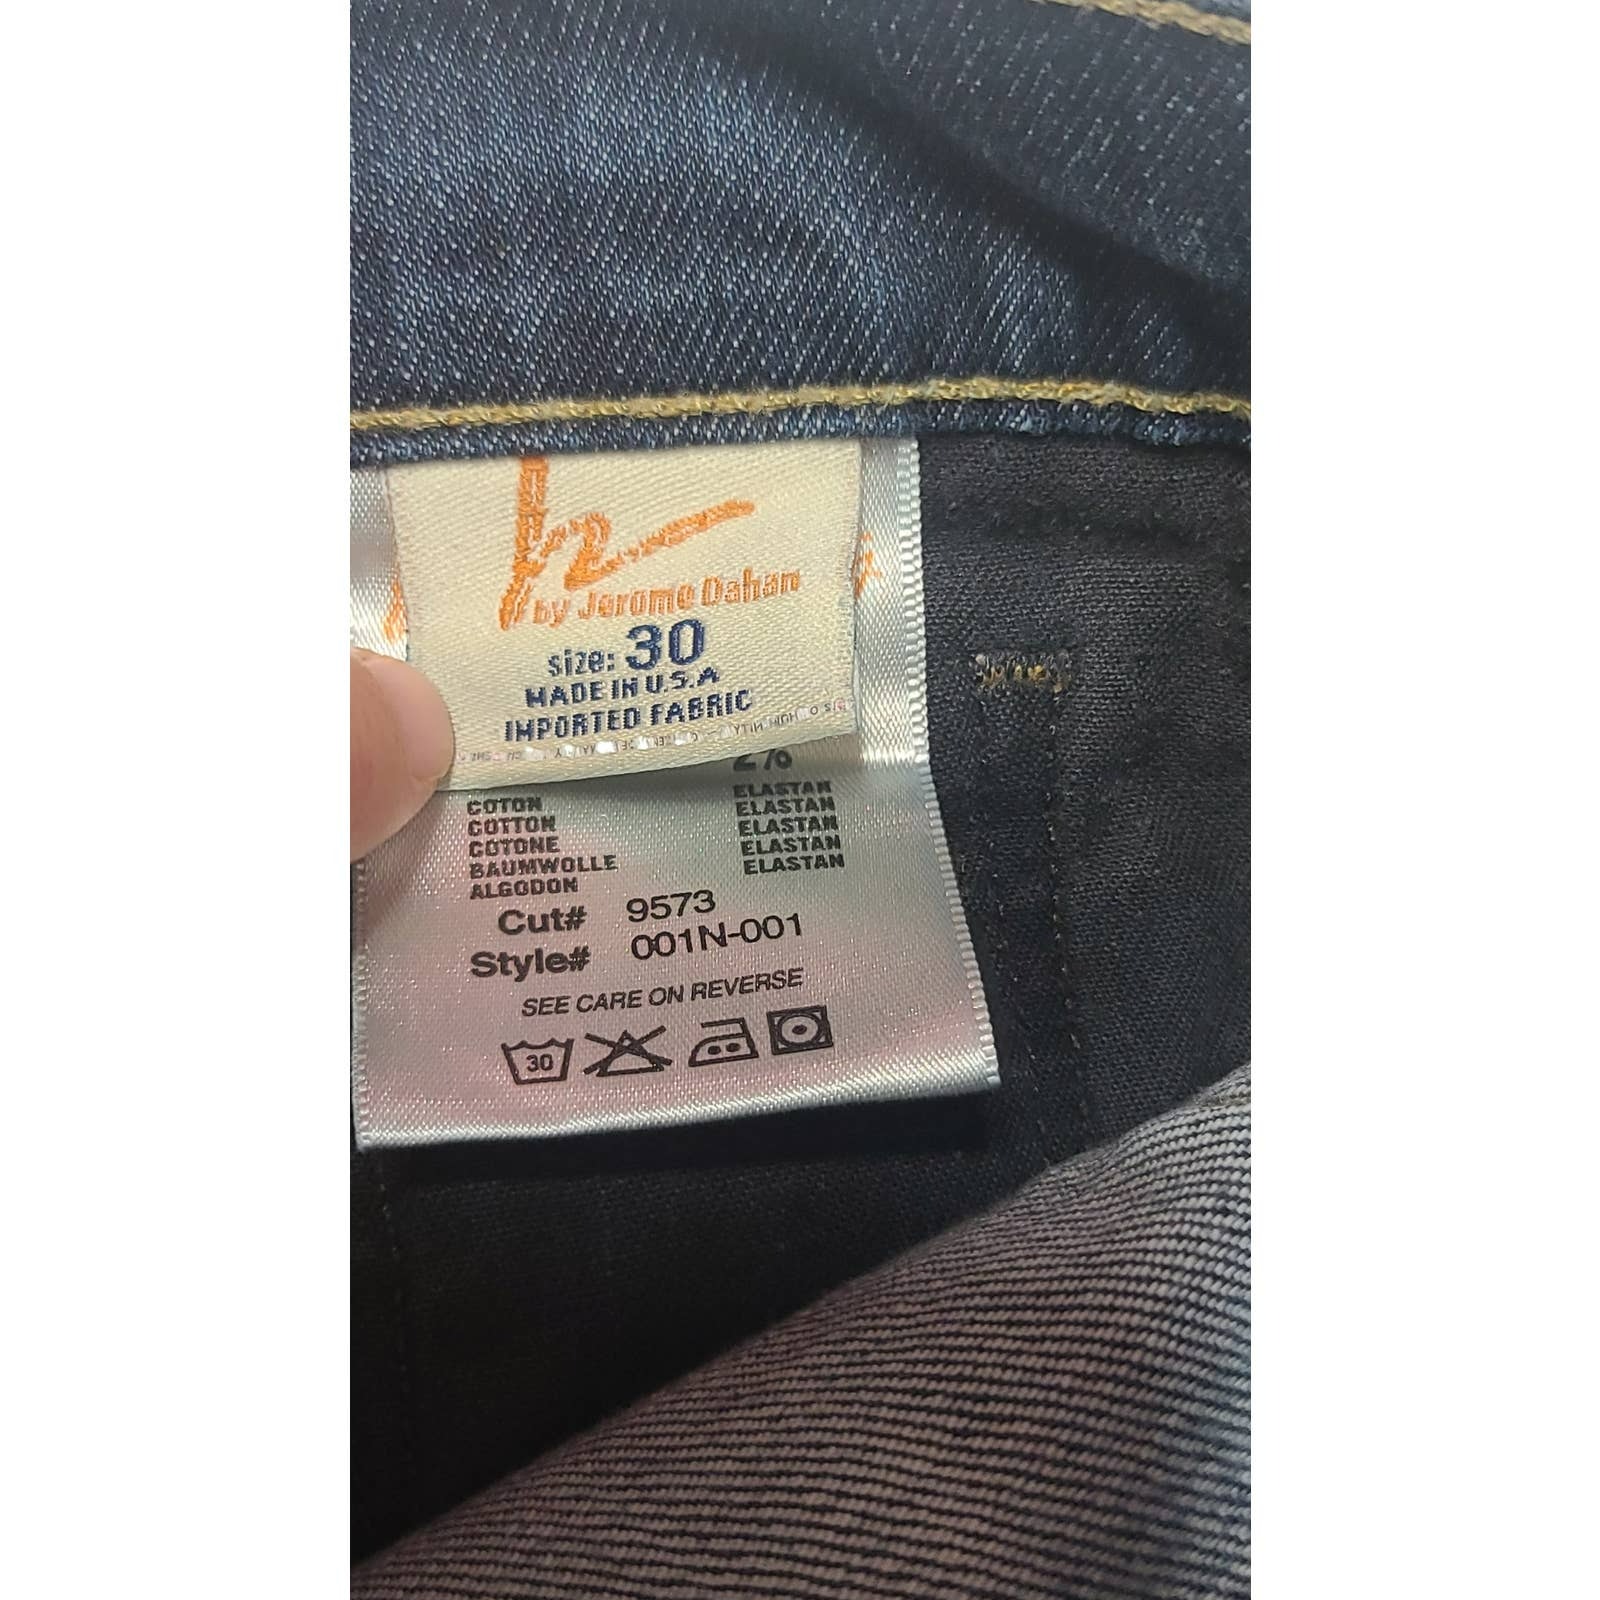 h
by Jerome Dahan
size: 30
MADE IN U.S.A
IMPORTED FABRIC
2%
ELASTAN
COTON ELASTAN
COTTON ELASTAN
COTONE ELASTAN
BAUMWOLLE ELASTAN
ALGODON
Cut# 9573
Style# 001N-001
SEE CARE ON REVERSE
30